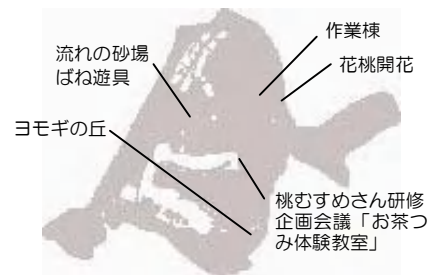 作業棟
流れの砂場
ばね遊具
花桃開花
ヨモギの丘
桃むすめさん研修
企画会議「お茶つ
み体験教室」